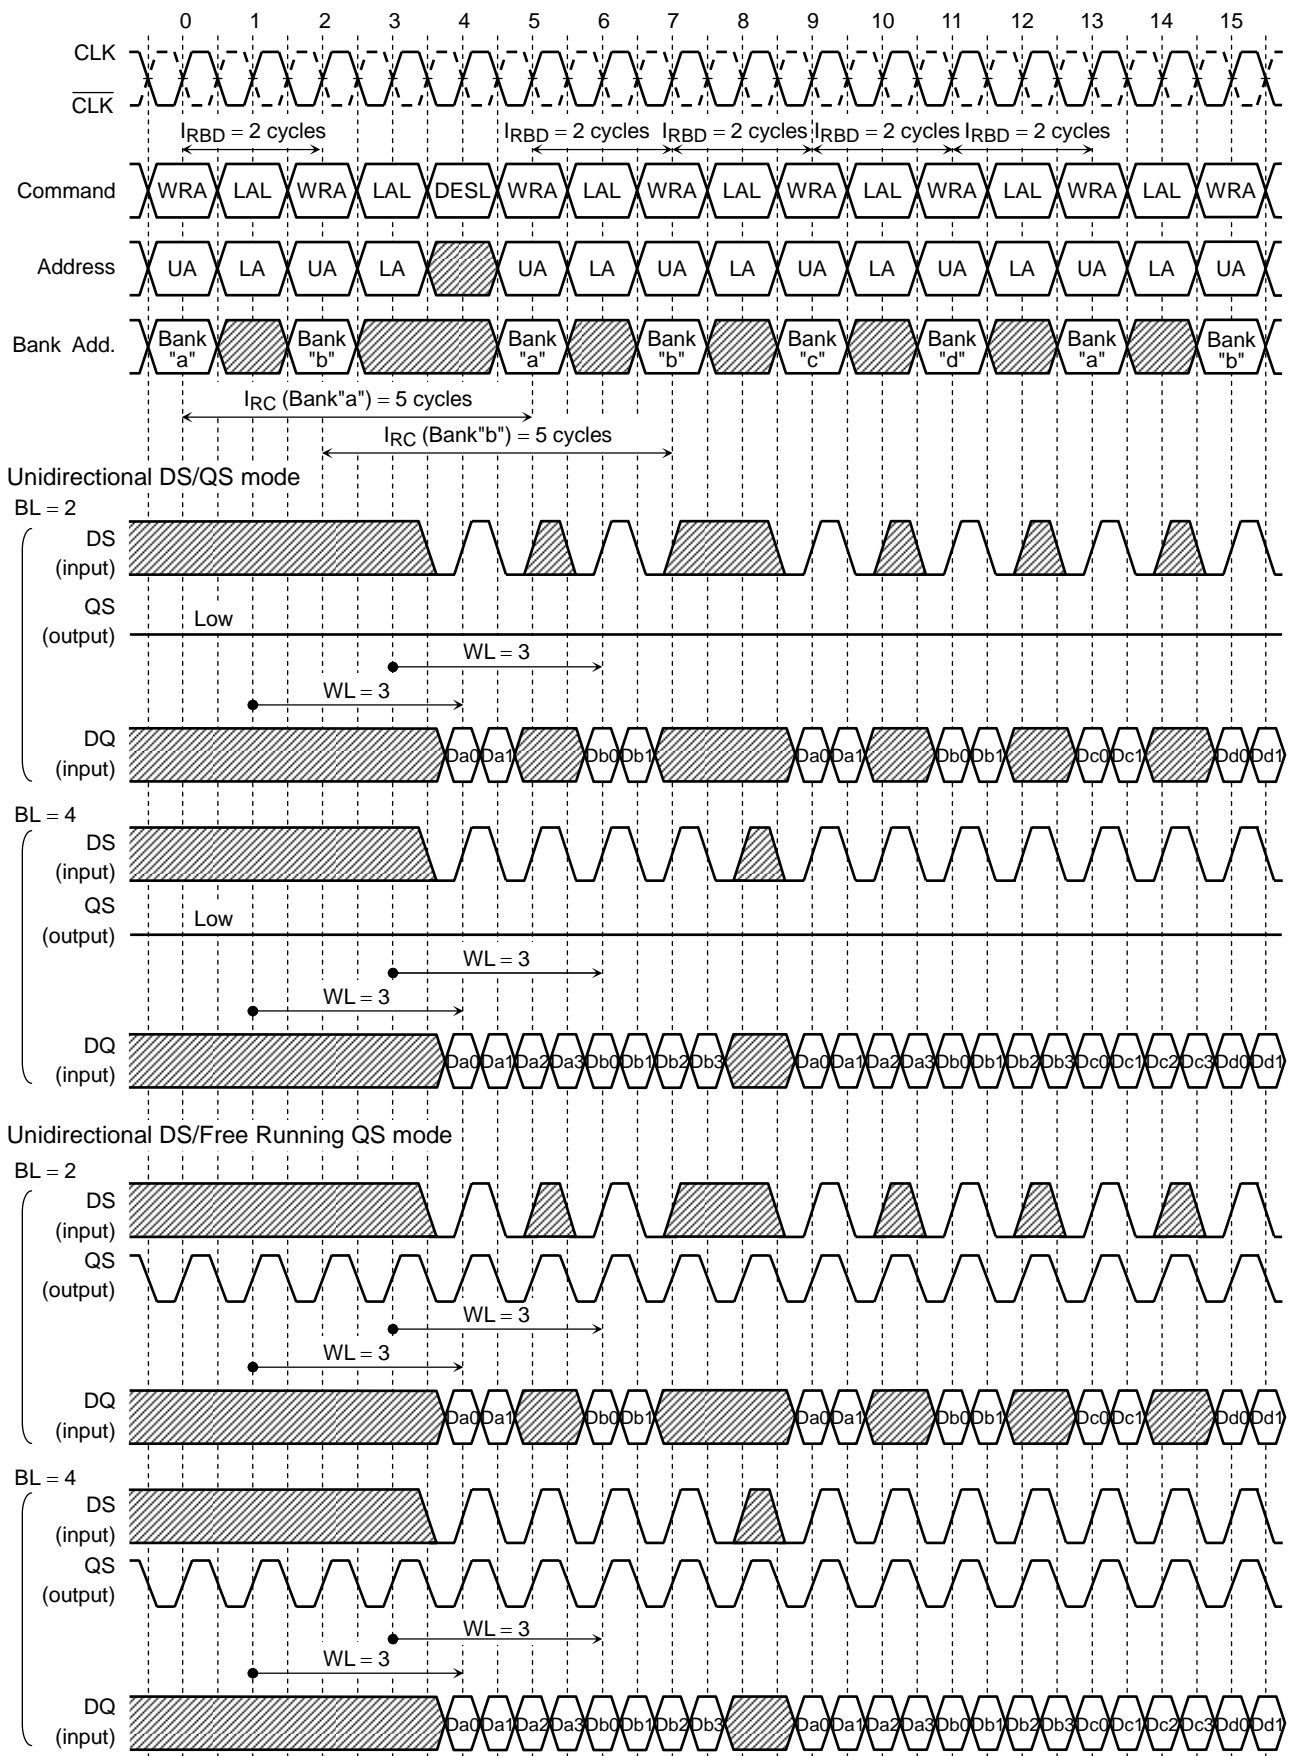 0 1 2 3 4 5 6 7 8 9 10 11 12 13 14 15
CLK
CLK
IRBD = 2 cycles IRBD = 2 cycles IRBD = 2 cycles IRBD = 2 cycles IRBD = 2 cycles
Command WRA LAL WRA LAL DESL WRA LAL WRA LAL WRA LAL WRA LAL WRA LAL WRA
Address UA LA UA LA UA LA UA LA UA LA UA LA UA LA UA
Bank Add. Bank "a" Bank "b" Bank "a" Bank "b" Bank "c" Bank "d" Bank "a" Bank "b"
IRC (Bank"a") = 5 cycles
IRC (Bank"b") = 5 cycles
Unidirectional DS/QS mode
BL = 2
DS
(input)
QS
(output)
Low
WL = 3
WL = 3
DQ
(input)
Da0 Da1 Db0 Db1 Da0 Da1 Db0 Db1 Dc0 Dc1 Dd0 Dd1
BL = 4
DS
(input)
QS
(output)
Low
WL = 3
WL = 3
DQ
(input)
Da0 Da1 Da2 Da3 Db0 Db1 Db2 Db3 Da0 Da1 Da2 Da3 Db0 Db1 Db2 Db3 Dc0 Dc1 Dc2 Dc3 Dd0 Dd1
Unidirectional DS/Free Running QS mode
BL = 2
DS
(input)
QS
(output)
WL = 3
WL = 3
DQ
(input)
Da0 Da1 Db0 Db1 Da0 Da1 Db0 Db1 Dc0 Dc1 Dd0 Dd1
BL = 4
DS
(input)
QS
(output)
WL = 3
WL = 3
DQ
(input)
Da0 Da1 Da2 Da3 Db0 Db1 Db2 Db3 Da0 Da1 Da2 Da3 Db0 Db1 Db2 Db3 Dc0 Dc1 Dc2 Dc3 Dd0 Dd1